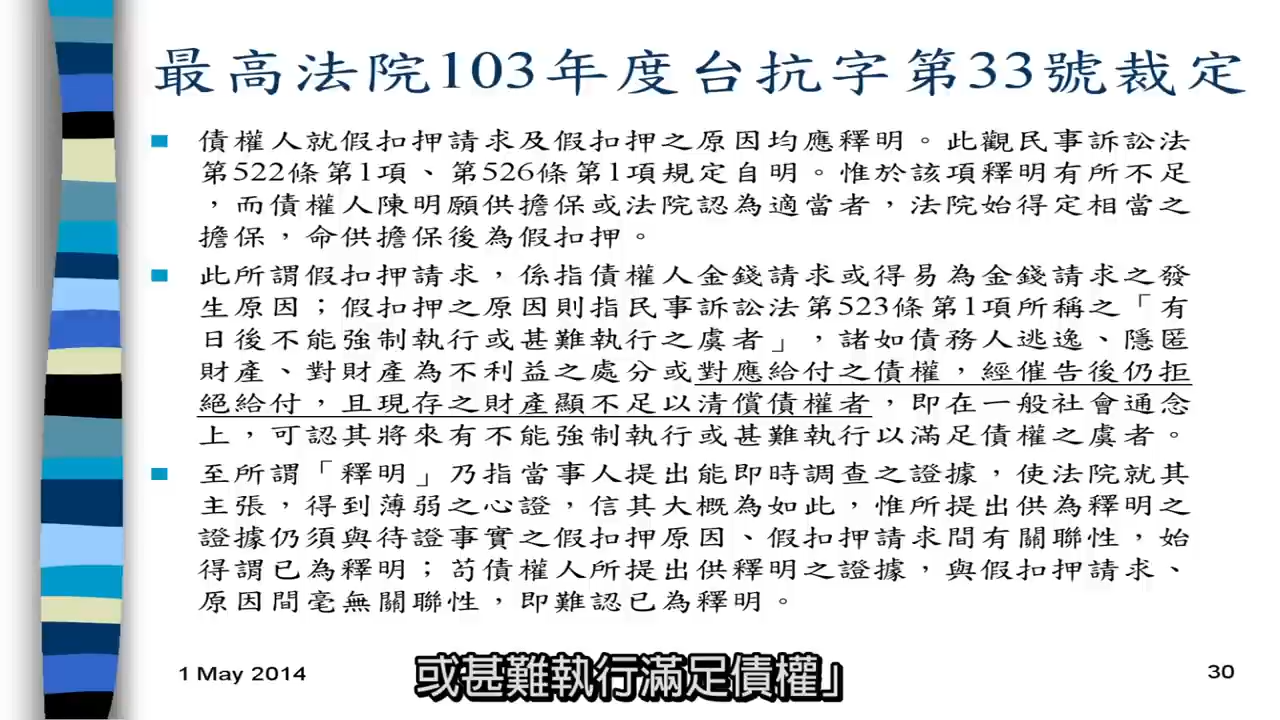 最高法院103年度台抗字第33號裁定
債權人就假扣押請求及假扣押之原因均應釋明。此觀民事訴訟法
第522條第1項、第526條第1項規定自明。惟於該項釋明有所不足
，而債權人陳明願供擔保或法院認為適當者，法院始得定相當之
擔保，命供擔保後為假扣押。
此所謂假扣押請求，係指債權人金錢請求或得易為金錢請求之發
生原因；假扣押之原因則指民事訴訟法第523條第1項所稱之「有
日後不能強制執行或甚難執行之虞者」，諸如債務人逃逸、隱匿
財產、對財產為不利益之處分或對應給付之債權，經催告後仍拒
絕給付，且現存之財產顯不足以清償債權者，即在一般社會通念
上，可認其將來有不能強制執行或甚難執行以滿足債權之虞者。
至所謂「釋明」乃指當事人提出能即時調查之證據，使法院就其
主張，得到薄弱之心證，信其大概為如此，惟所提出供為釋明之
證據仍須與待證事實之假扣押原因、假扣押請求間有關聯性，始
得謂已為釋明；苟債權人所提出供釋明之證據，與假扣押請求、
原因間毫無關聯性，即難認已為釋明。
1 May 2014
或甚難執行滿足債權」
30